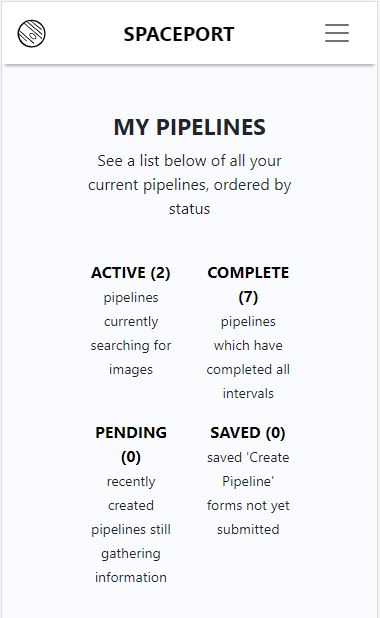 SPACEPORT
MY PIPELINES
See a list below of all your
current pipelines, ordered by
status
ACTIVE (2)
pipelines
currently
searching for
images
COMPLETE
(7)
pipelines
which have
completed all
intervals
PENDING
(0)
recently
created
pipelines still
gathering
information
SAVED (0)
saved 'Create
Pipeline'
forms not yet
submitted